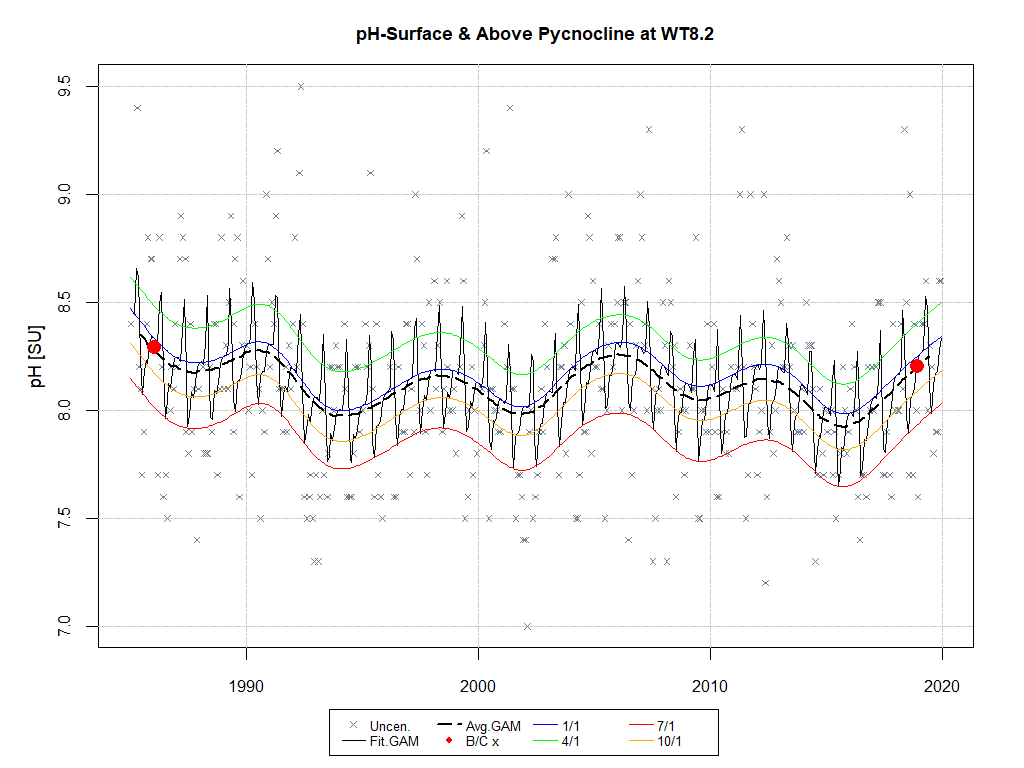 pH-Surface & Above Pycnocline at WT8.2
pH [SU]
9.5
9.0
8.5
8.0
7.5
7.0
1990 2000 2010 2020
Uncen. Avg.GAM 1/1 7/1
Fit.GAM B/C x 4/1 10/1